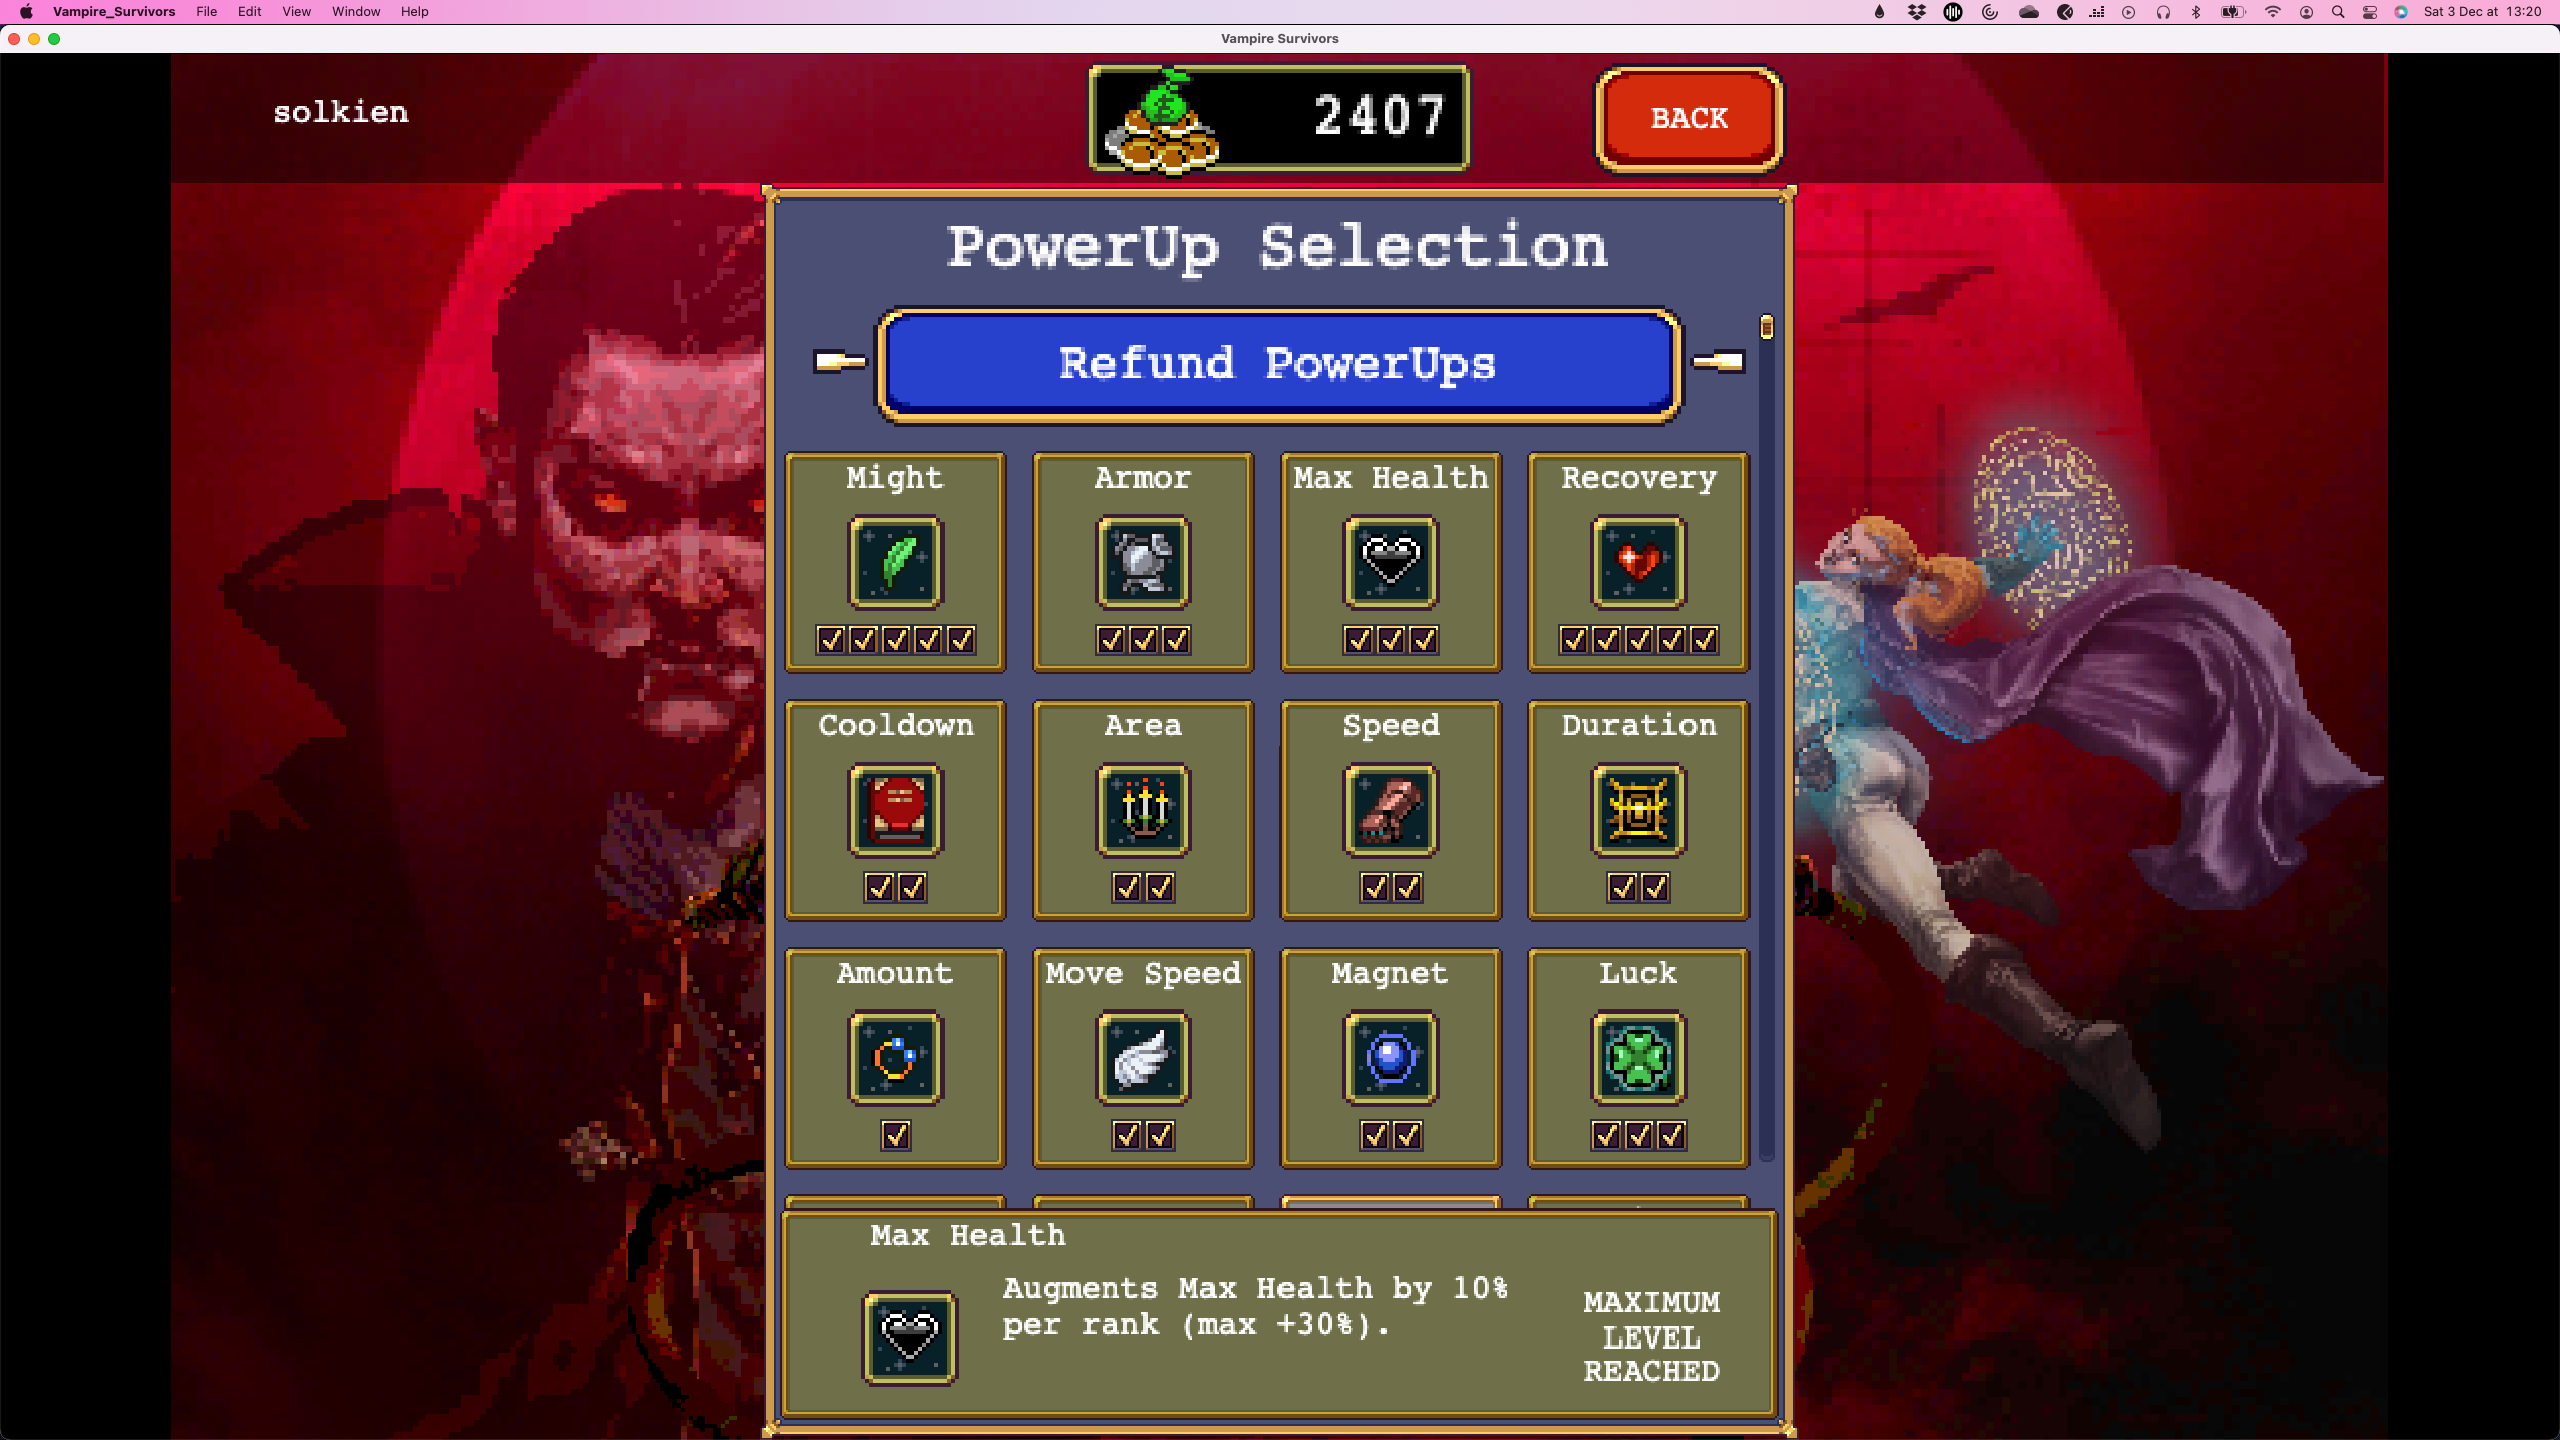 Vampire_Survivors File Edit View Window Help Sat 3 Dec at 13:20
Vampire Survivors
solkien
2407
BACK
PowerUp Selection
Refund PowerUps
Might Armor Max Health Recovery
Cooldown Area Speed Duration
Amount Move Speed Magnet Luck
Max Health
Augments Max Health by 10%
per rank (max +30%).
MAXIMUM
LEVEL
REACHED